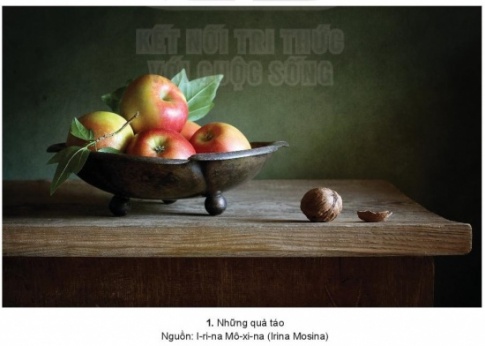 KẾT NỐI TRI THỨC
VỚI CUỘC SỐNG
1. Những quả táo
Nguồn: I-ri-na Mô-xi-na (Irina Mosina)